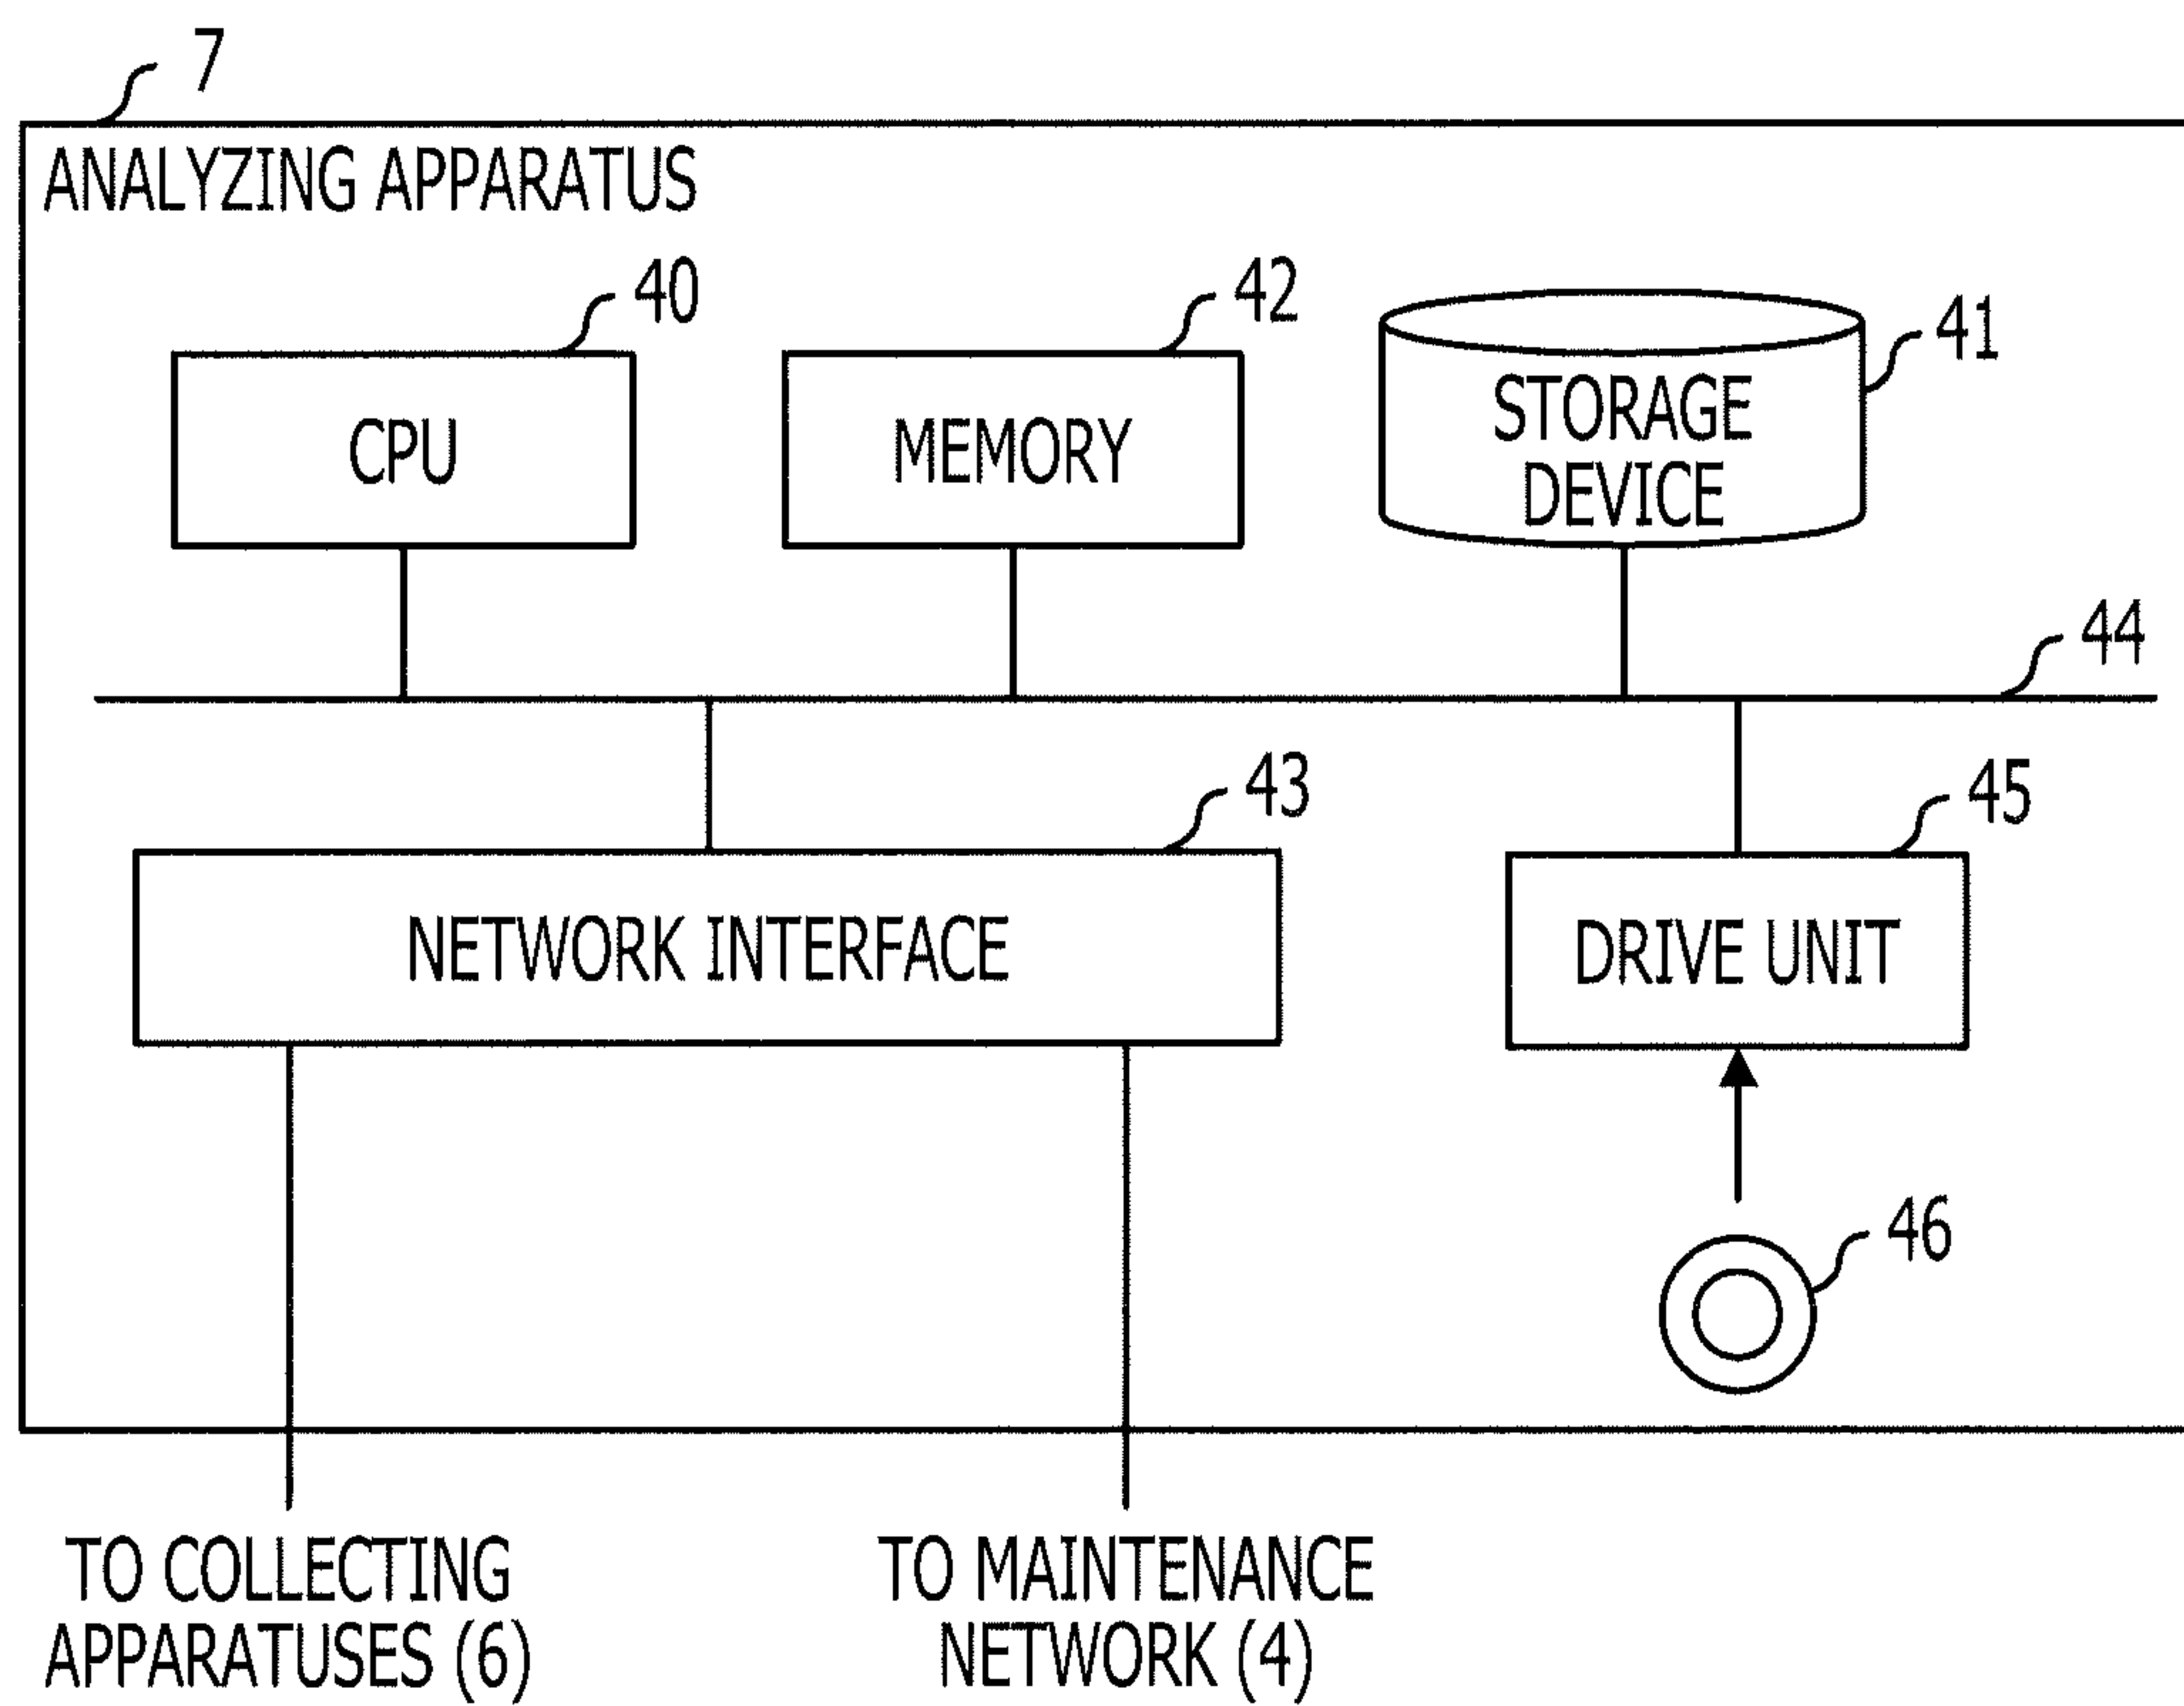 7
ANALYZING APPARATUS
40
42
41
CPU
MEMORY
STORAGE
DEVICE
44
43
45
NETWORK INTERFACE
DRIVE UNIT
46
TO COLLECTING
APPARATUSES (6)
TO MAINTENANCE
NETWORK (4)